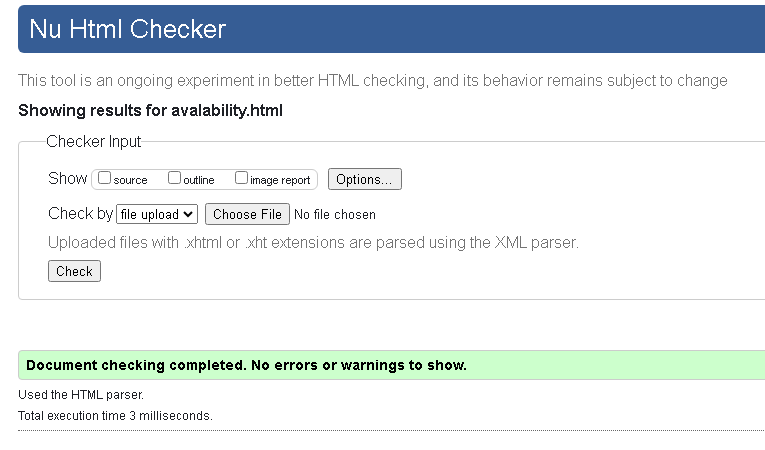 Nu Html Checker
This tool is an ongoing experiment in better HTML checking, and its behavior remains subject to change
Showing results for avalability.html
Checker Input
Show source outline image report Options...
Check by file upload Choose File No file chosen
Uploaded files with .xhtml or .xht extensions are parsed using the XML parser.
Check
Document checking completed. No errors or warnings to show.
Used the HTML parser.
Total execution time 3 milliseconds.